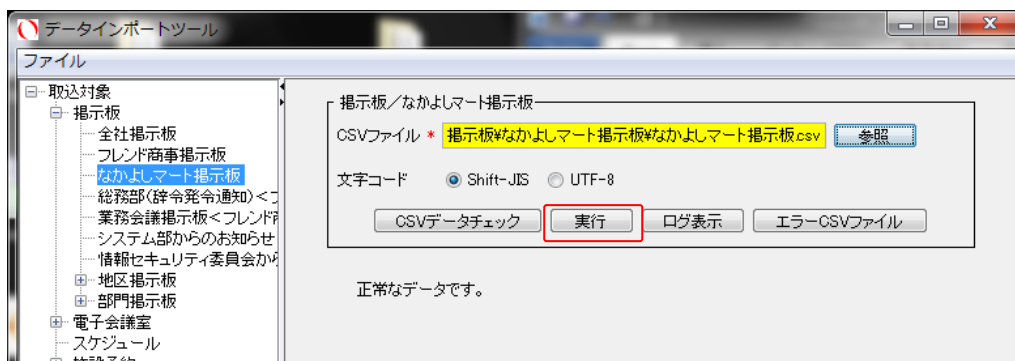 データインポートツール
ファイル
取込対象
掲示板
全社掲示板
フレンド商事掲示板
なかよしマート掲示板
総務部(辞令発令通知)<フ
業務会議掲示板<フレンド商
システム部からのお知らせ
情報セキュリティ委員会から
地区掲示板
部門掲示板
電子会議室
スケジュール
掲示板/なかよしマート掲示板
CSVファイル * 掲示板¥なかよしマート掲示板¥なかよしマート掲示板.csv 参照
文字コード Shift-JIS UTF-8
CSVデータチェック 実行 ログ表示 エラーCSVファイル
正常なデータです。